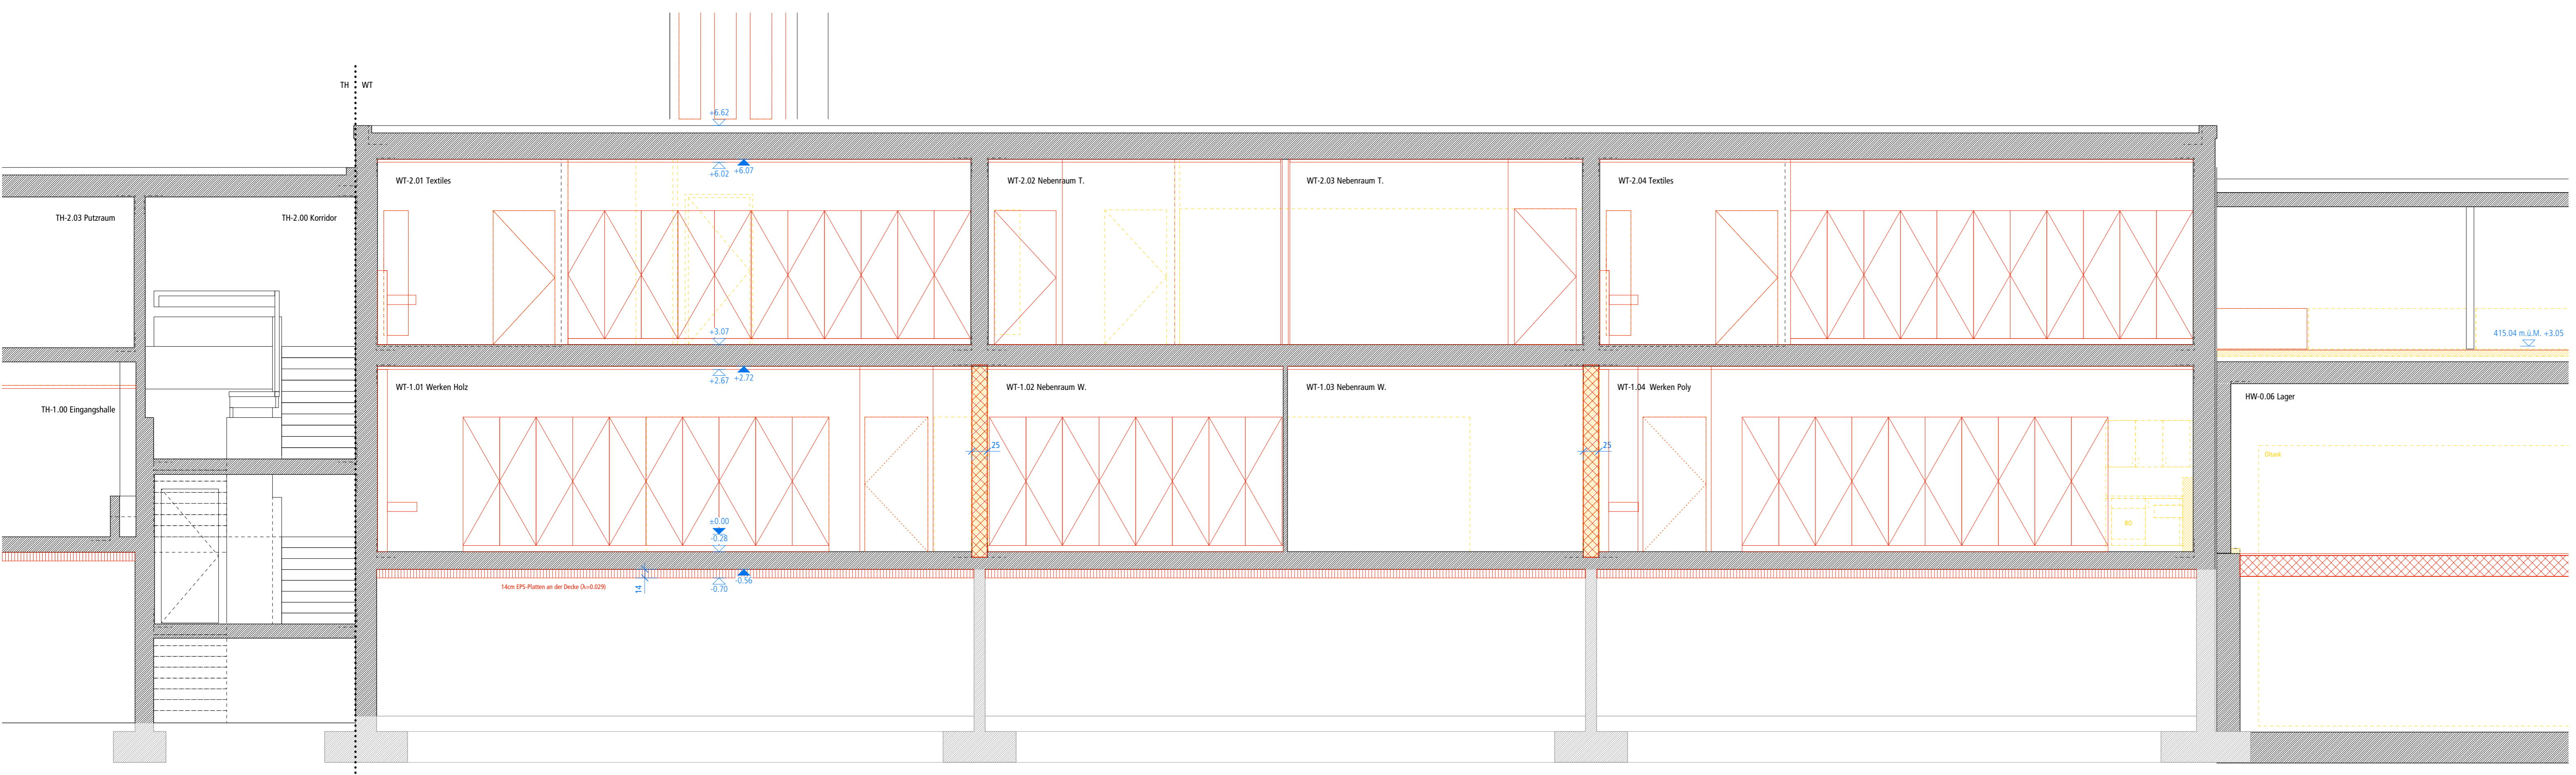 TH WT
+6.62
+6.02 +6.07
WT-2.01 Textiles
WT-2.02 Nebenraum T.
WT-2.03 Nebenraum T.
WT-2.04 Textiles
TH-2.03 Putzraum
TH-2.00 Korridor
+3.07
415.04 m.ü.M. +3.05
+2.67 +2.72
WT-1.01 Werken Holz
WT-1.02 Nebenraum W.
WT-1.03 Nebenraum W.
WT-1.04 Werken Poly
HW-0.06 Lager
TH-1.00 Eingangshalle
25
25
Öltank
±0.00
BO
-0.28
-0.56
14cm EPS-Platten an der Decke (λ=0.029)
14
-0.70